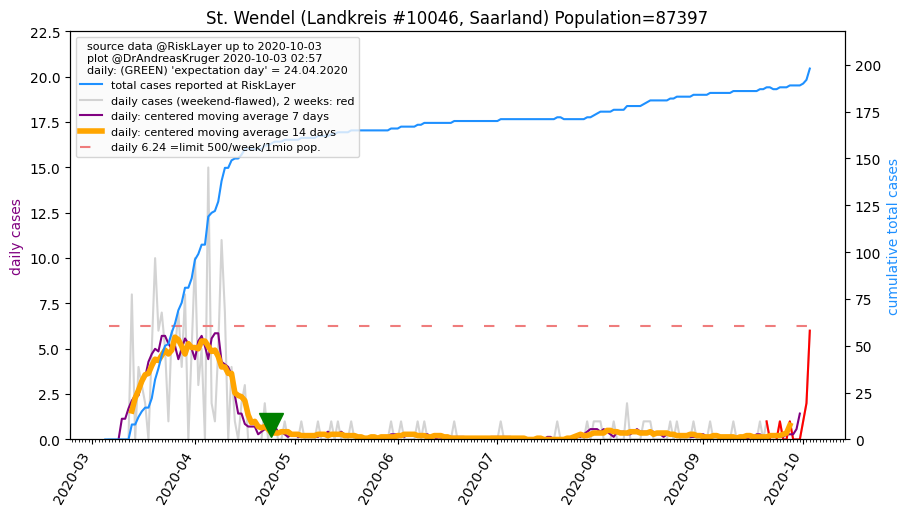 St. Wendel (Landkreis #10046, Saarland) Population=87397
source data @RiskLayer up to 2020-10-03
plot @DrAndreasKruger 2020-10-03 02:57
daily: (GREEN) 'expectation day' = 24.04.2020
total cases reported at RiskLayer
daily cases (weekend-flawed), 2 weeks: red
daily: centered moving average 7 days
daily: centered moving average 14 days
daily 6.24 =limit 500/week/1mio pop.
daily cases
22.5
20.0
17.5
15.0
12.5
10.0
7.5
5.0
2.5
0.0
cumulative total cases
200
175
150
125
100
75
50
25
0
2020-03
2020-04
2020-05
2020-06
2020-07
2020-08
2020-09
2020-10